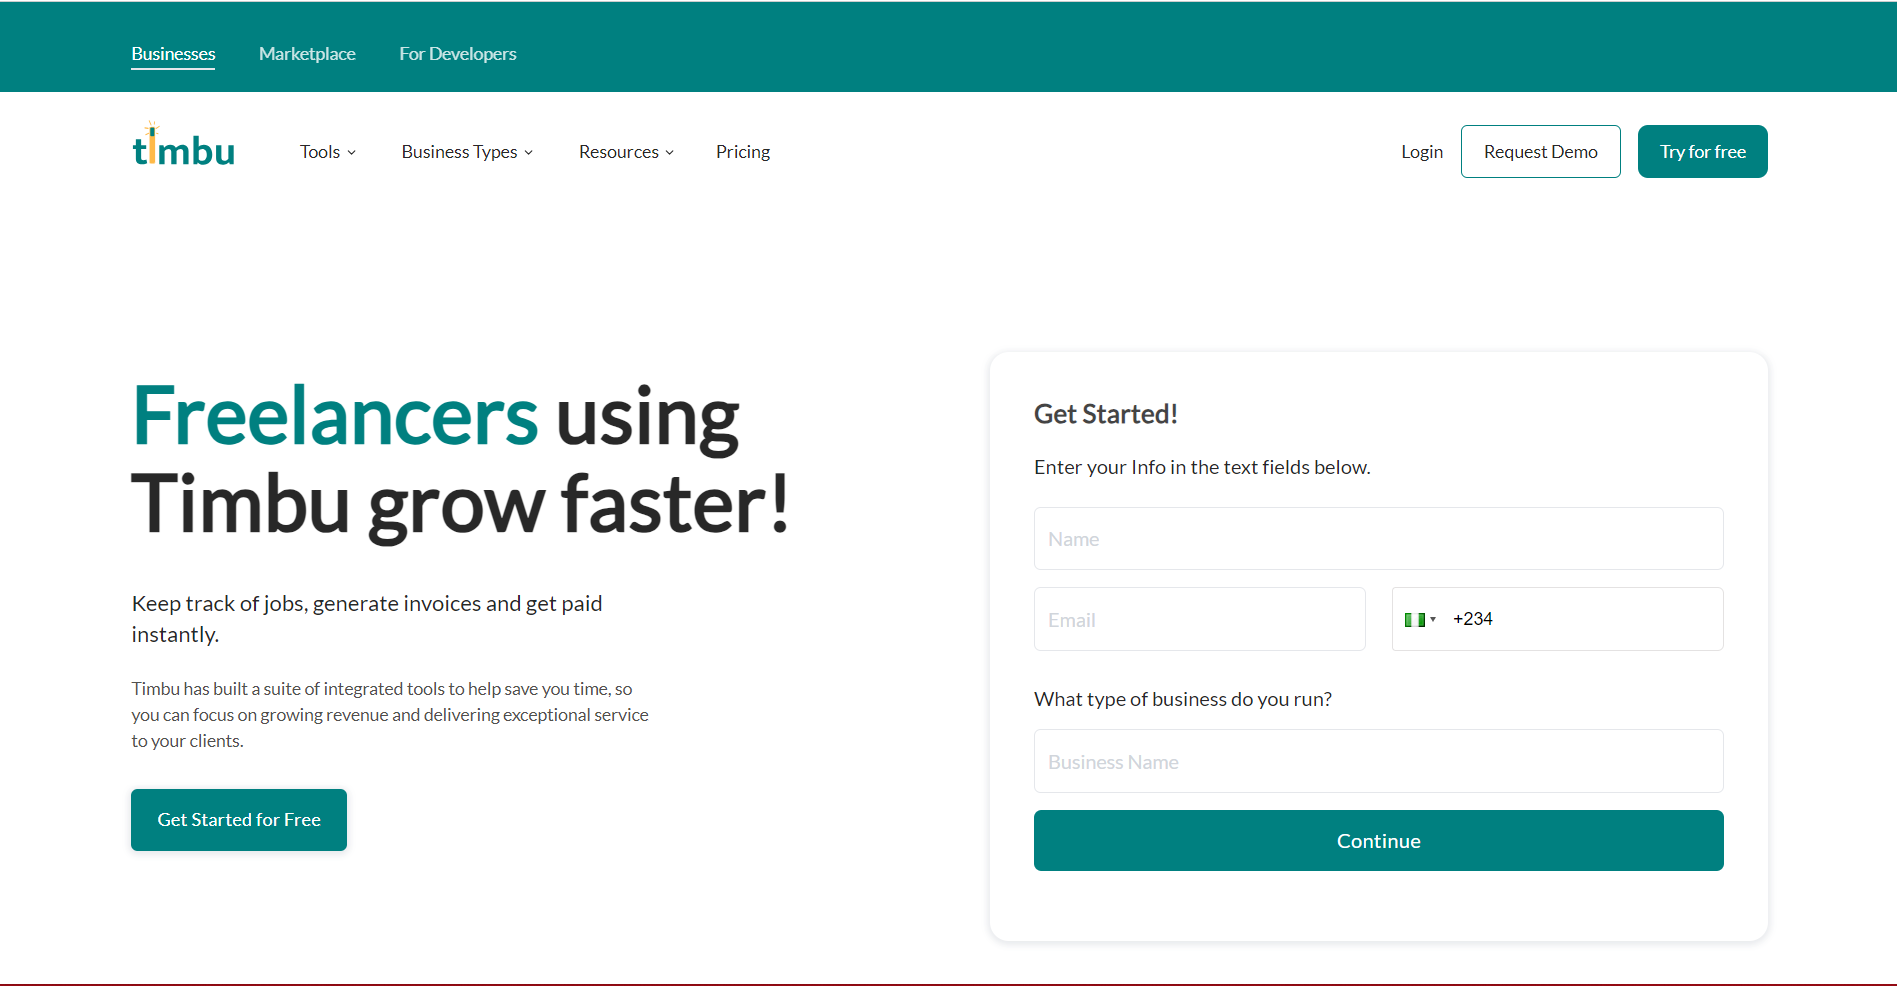 Businesses Marketplace For Developers
timbu Tools Business Types Resources Pricing Login Request Demo Try for free
Freelancers using
Timbu grow faster!
Keep track of jobs, generate invoices and get paid
instantly.
Timbu has built a suite of integrated tools to help save you time, so
you can focus on growing revenue and delivering exceptional service
to your clients.
Get Started for Free
Get Started!
Enter your Info in the text fields below.
Name
Email +234
What type of business do you run?
Business Name
Continue